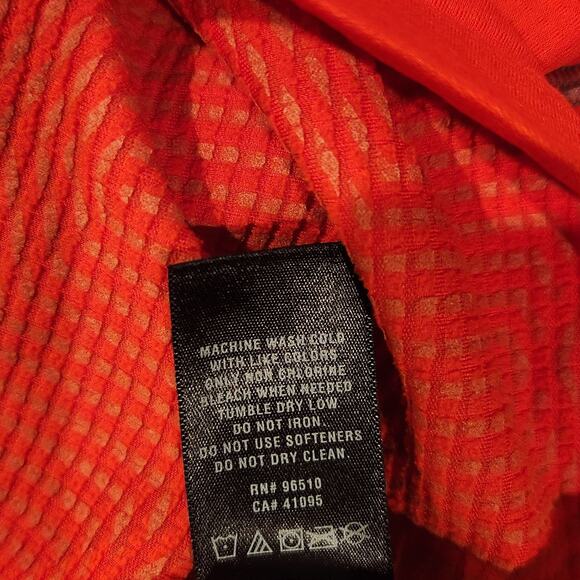 MACHINE WASH COLD
WITH LIKE COLORS
ONLY NON CHLORINE
BLEACH WHEN NEEDED
TUMBLE DRY LOW
DO NOT IRON.
DO NOT USE SOFTENERS
DO NOT DRY CLEAN.
RN# 96510
CA# 41095